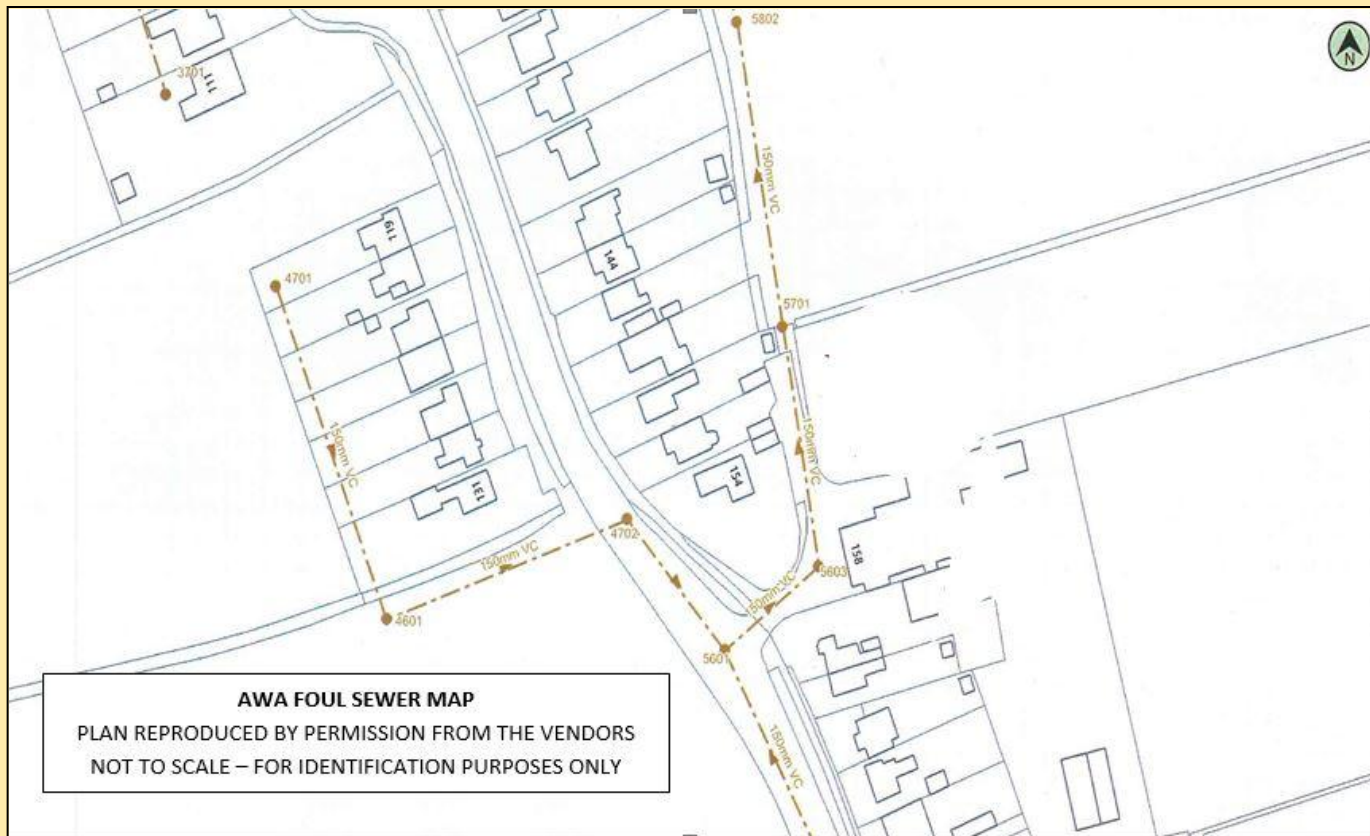 5802
N
3701
111
150mm VC
119
144
4701
5701
150mm VC
150mm VC
131
154
4702
150mm VC
158
5603
150mm VC
4601
5601
150mm VC
AWA FOUL SEWER MAP
PLAN REPRODUCED BY PERMISSION FROM THE VENDORS
NOT TO SCALE – FOR IDENTIFICATION PURPOSES ONLY